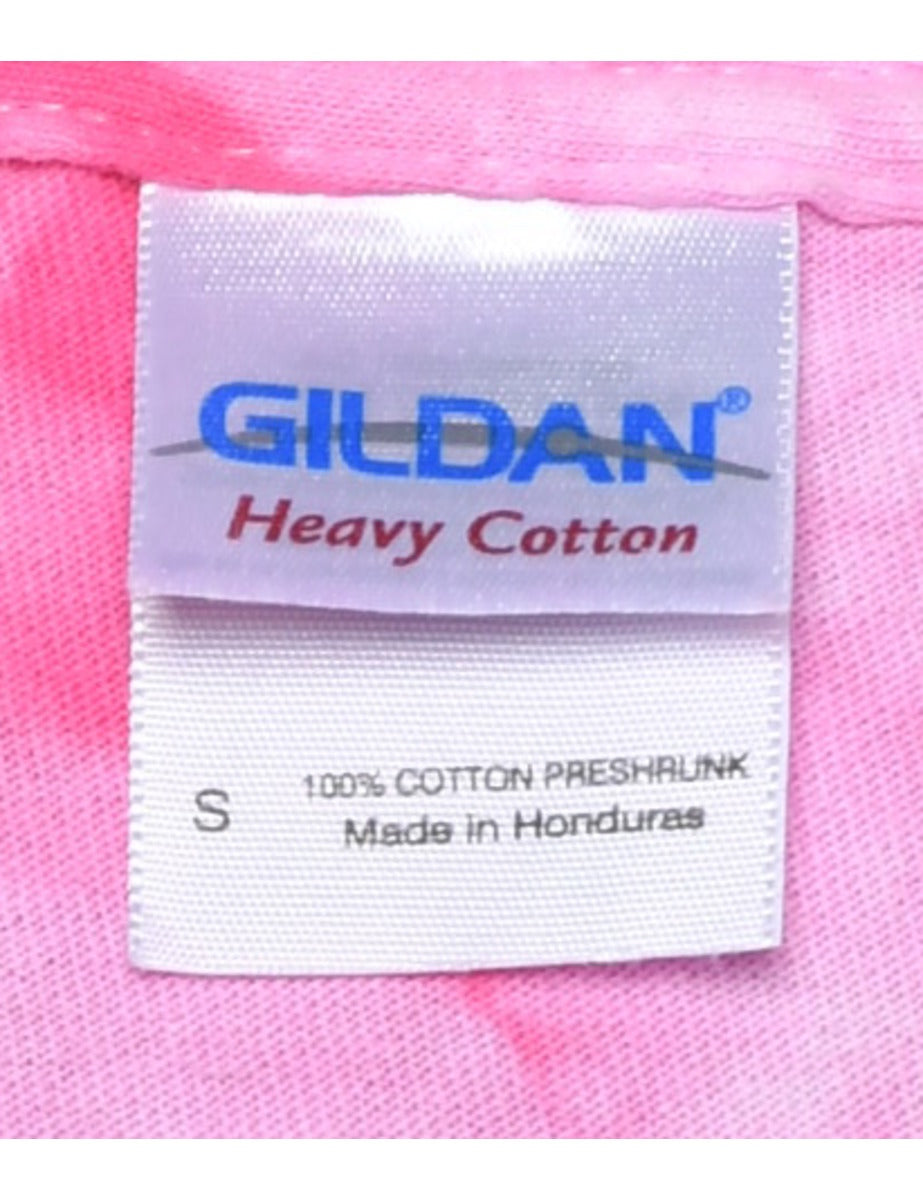 GILDAN®
Heavy Cotton
S
100% COTTON PRESHRUNK
Made in Honduras